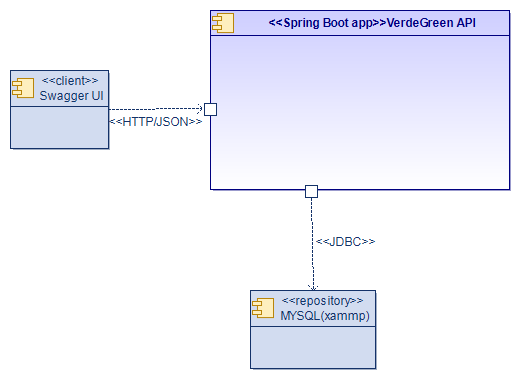 <<Spring Boot app>>VerdeGreen API
<<client>>
Swagger UI
<<HTTP/JSON>>
<<JDBC>>
<<repository>>
MYSQL(xammp)